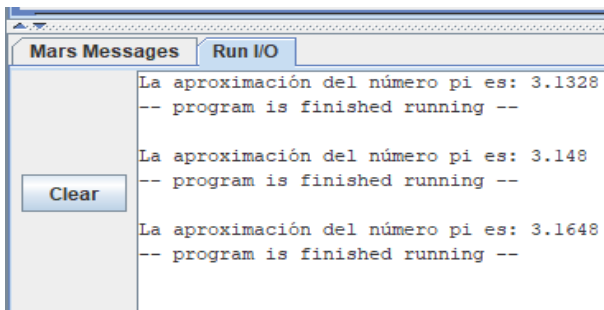 Mars Messages Run I/O
La aproximación del número pi es: 3.1328
-- program is finished running --
La aproximación del número pi es: 3.148
-- program is finished running --
Clear
La aproximación del número pi es: 3.1648
-- program is finished running --